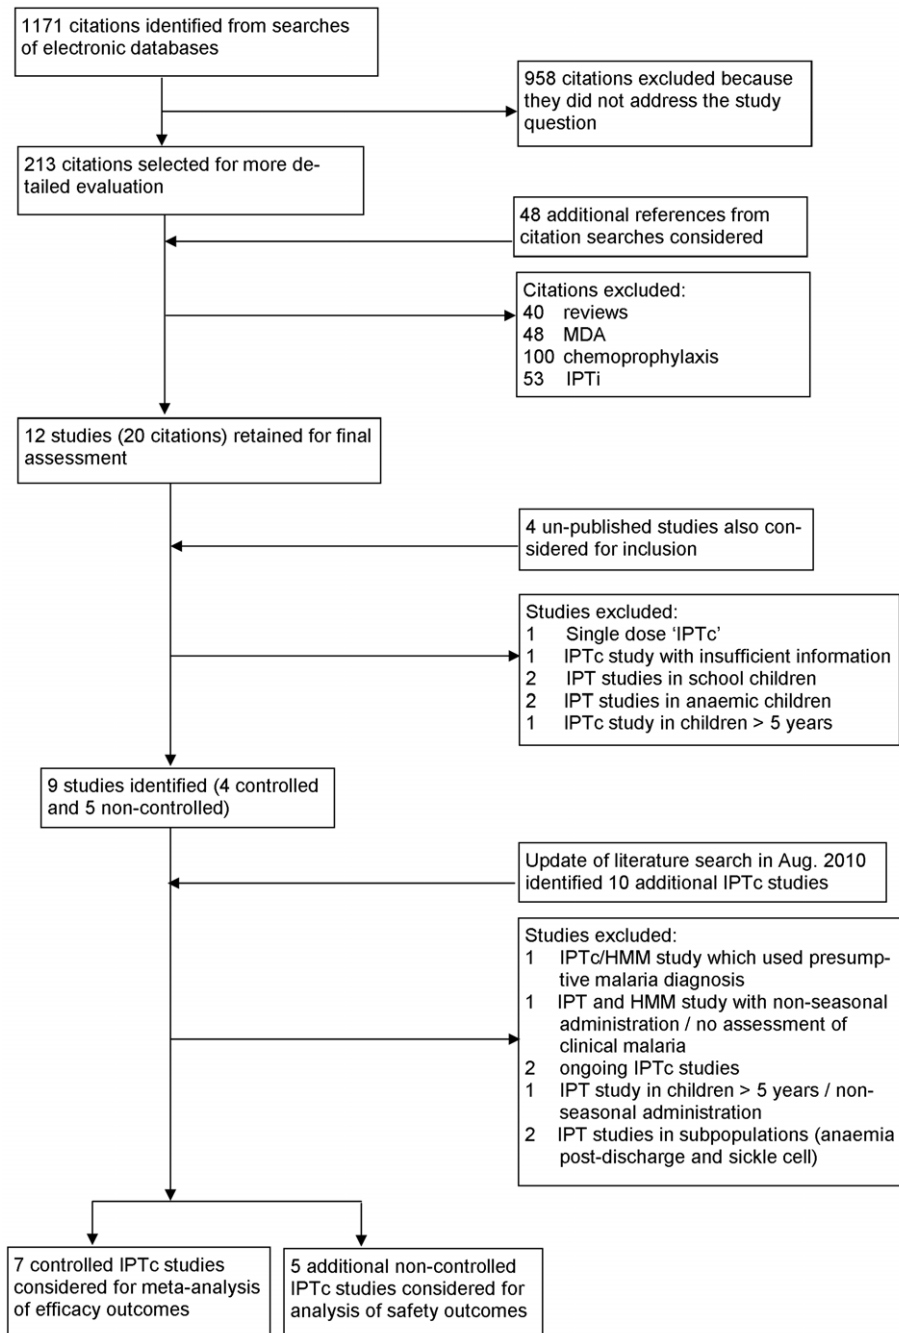 1171 citations identified from searches
of electronic databases
958 citations excluded because
they did not address the study
question
213 citations selected for more de-
tailed evaluation
48 additional references from
citation searches considered
Citations excluded:
40 reviews
48 MDA
100 chemoprophylaxis
53 IPTi
12 studies (20 citations) retained for final
assessment
4 un-published studies also con-
sidered for inclusion
Studies excluded:
1 Single dose ‘IPTc’
1 IPTc study with insufficient information
2 IPT studies in school children
2 IPT studies in anaemic children
1 IPTc study in children > 5 years
9 studies identified (4 controlled
and 5 non-controlled)
Update of literature search in Aug. 2010
identified 10 additional IPTc studies
Studies excluded:
1 IPTc/HMM study which used presump-
tive malaria diagnosis
1 IPT and HMM study with non-seasonal
administration / no assessment of
clinical malaria
2 ongoing IPTc studies
1 IPT study in children > 5 years / non-
seasonal administration
2 IPT studies in subpopulations (anaemia
post-discharge and sickle cell)
7 controlled IPTc studies
considered for meta-analysis
of efficacy outcomes
5 additional non-controlled
IPTc studies considered for
analysis of safety outcomes